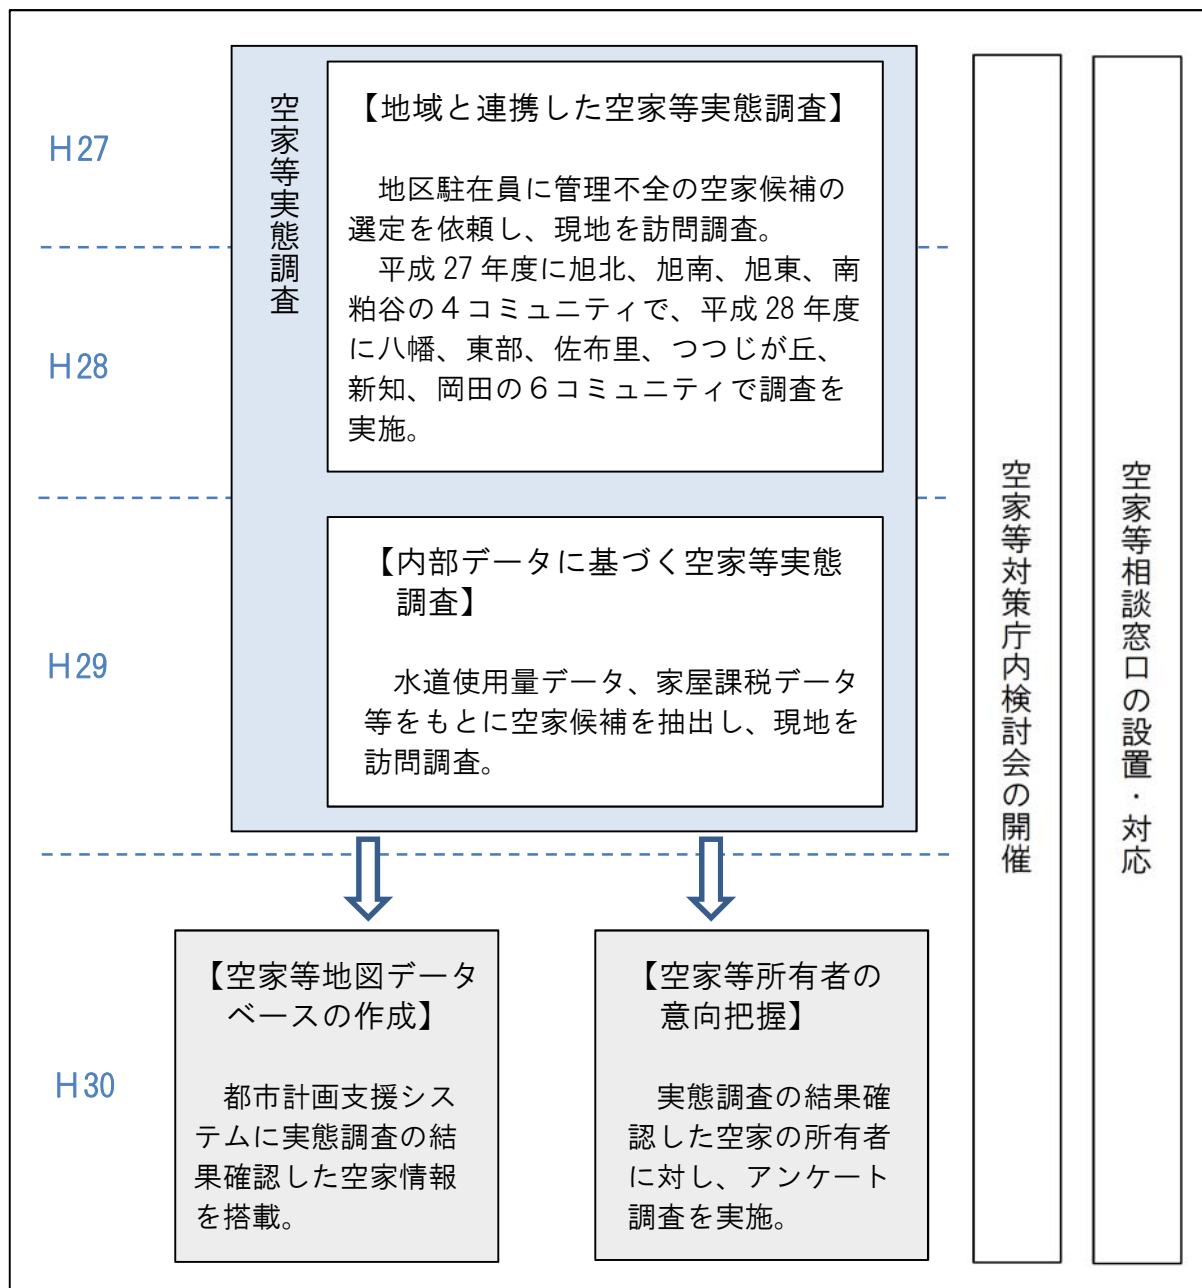 H27
H28
H29
H30
空家等実態調査
【地域と連携した空家等実態調査】
地区駐在員に管理不全の空家候補の
選定を依頼し、現地を訪問調査。
平成27年度に旭北、旭南、旭東、南
粕谷の4コミュニティで、平成28年度
に八幡、東部、佐布里、つつじが丘、
新知、岡田の6コミュニティで調査を
実施。
【内部データに基づく空家等実態
調査】
水道使用量データ、家屋課税データ
等をもとに空家候補を抽出し、現地を
訪問調査。
【空家等地図データ
ベースの作成】
都市計画支援シス
テムに実態調査の結
果確認した空家情報
を搭載。
【空家等所有者の
意向把握】
実態調査の結果確
認した空家の所有者
に対し、アンケート
調査を実施。
空家等対策庁内検討会の開催
空家等相談窓口の設置・対応